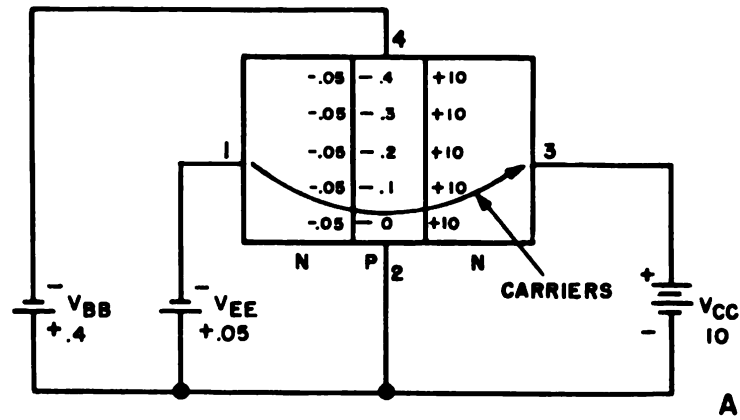 4
-.05 -.4 +10
-.05 -.3 +10
-.05 -.2 +10
1 3
-.05 -.1 +10
-.05 - 0 +10
N P 2 N
CARRIERS
- VBB + .4
- VEE +.05
+ VCC - 10
A